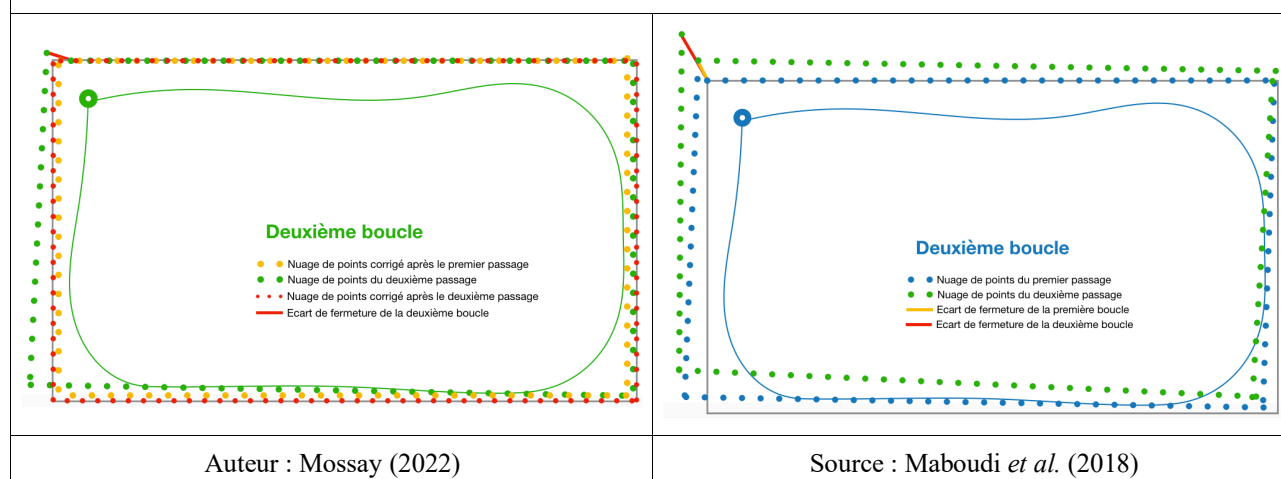 Deuxième boucle
Nuage de points corrigé après le premier passage
Nuage de points du deuxième passage
Nuage de points corrigé après le deuxième passage
Ecart de fermeture de la deuxième boucle
Deuxième boucle
Nuage de points du premier passage
Nuage de points du deuxième passage
Ecart de fermeture de la première boucle
Ecart de fermeture de la deuxième boucle
Auteur : Mossay (2022)
Source : Maboudi et al. (2018)